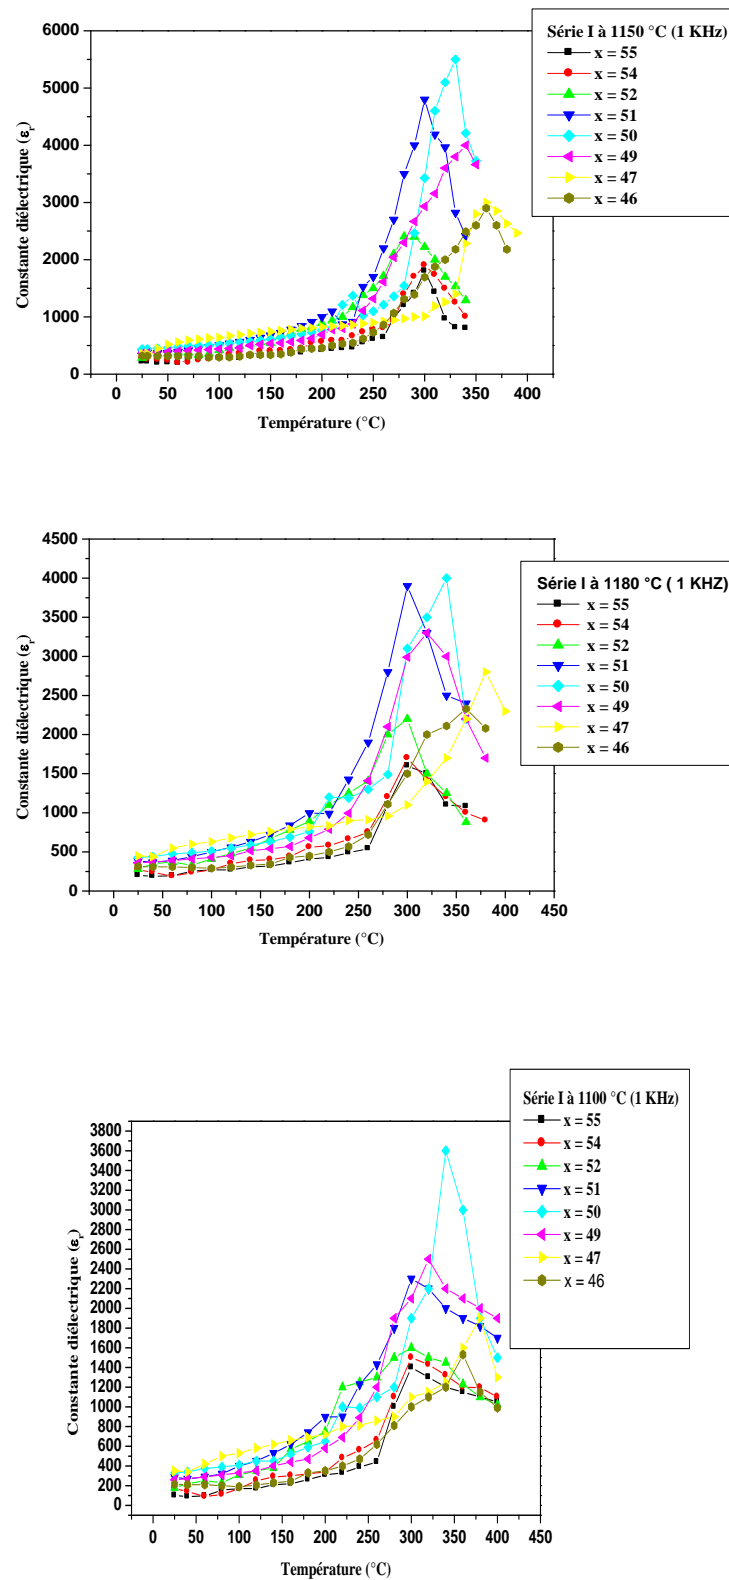 Série I à 1150 °C (1 KHz)
x = 55
x = 54
x = 52
x = 51
x = 50
x = 49
x = 47
x = 46
6000
5000
4000
3000
2000
1000
0
Constante diélectrique (εr)
0 50 100 150 200 250 300 350 400
Température (°C)
4500
4000
3500
3000
2500
2000
1500
1000
500
0
Constante diélectrique (εr)
Série I à 1180 °C ( 1 KHZ)
x = 55
x = 54
x = 52
x = 51
x = 50
x = 49
x = 47
x = 46
0 50 100 150 200 250 300 350 400 450
Température (°C)
Série I à 1100 °C (1 KHz)
x = 55
x = 54
x = 52
x = 51
x = 50
x = 49
x = 47
x = 46
3800
3600
3400
3200
3000
2800
2600
2400
2200
2000
1800
1600
1400
1200
1000
800
600
400
200
0
Constante diélectrique (εr)
0 50 100 150 200 250 300 350 400 450
Température (°C)